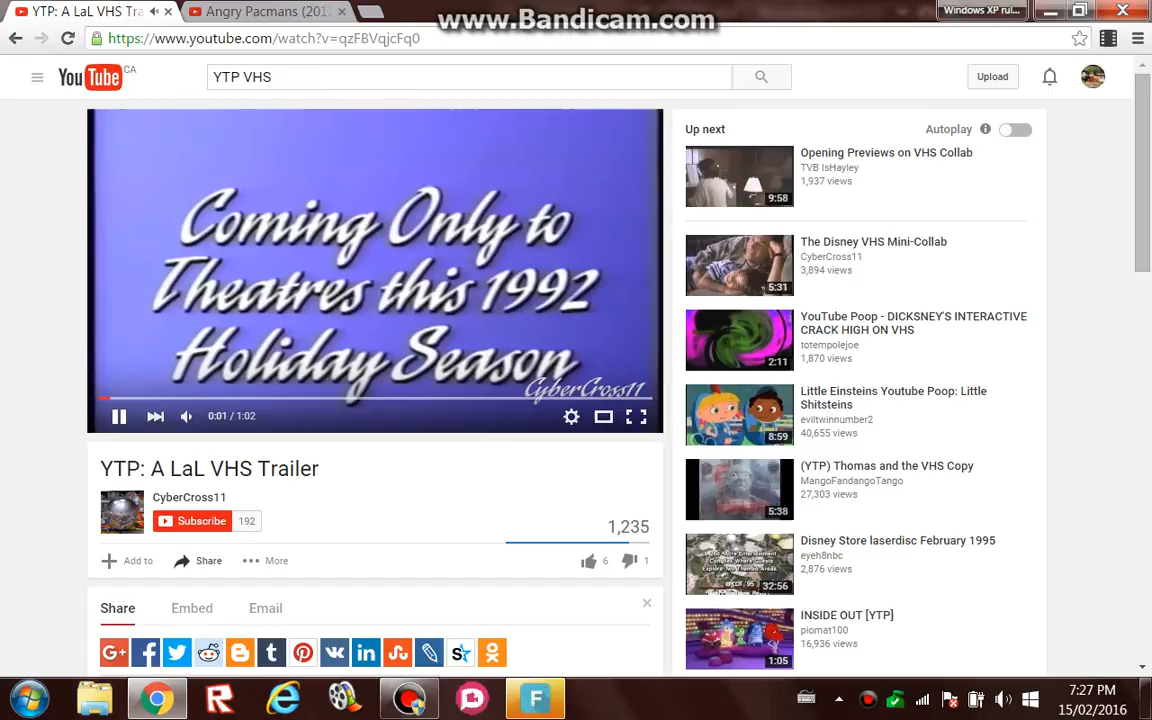 YTP: A LaL VHS Tra
Angry Pacmans (201
www.Bandicam.com
Windows XP rul...
https://www.youtube.com/watch?v=qzFBVqjcFq0
YouTube CA
YTP VHS
Upload
Coming Only to
Theatres this 1992
Holiday Season
CyberCross11
0:01 / 1:02
YTP: A LaL VHS Trailer
CyberCross11
Subscribe 192
1,235
Add to Share More 6 1
Share Embed Email
Up next Autoplay
Opening Previews on VHS Collab
TVB IsHayley
1,937 views
9:58
The Disney VHS Mini-Collab
CyberCross11
3,894 views
5:31
YouTube Poop - DICKSNEY'S INTERACTIVE
CRACK HIGH ON VHS
totempolejoe
1,870 views
2:11
Little Einsteins Youtube Poop: Little
Shitsteins
eviltwinnumber2
40,655 views
8:59
(YTP) Thomas and the VHS Copy
MangoFandangoTango
27,303 views
5:38
Disney Store laserdisc February 1995
eyeh8nbc
2,876 views
32:56
INSIDE OUT [YTP]
piomat100
16,936 views
1:05
7:27 PM
15/02/2016